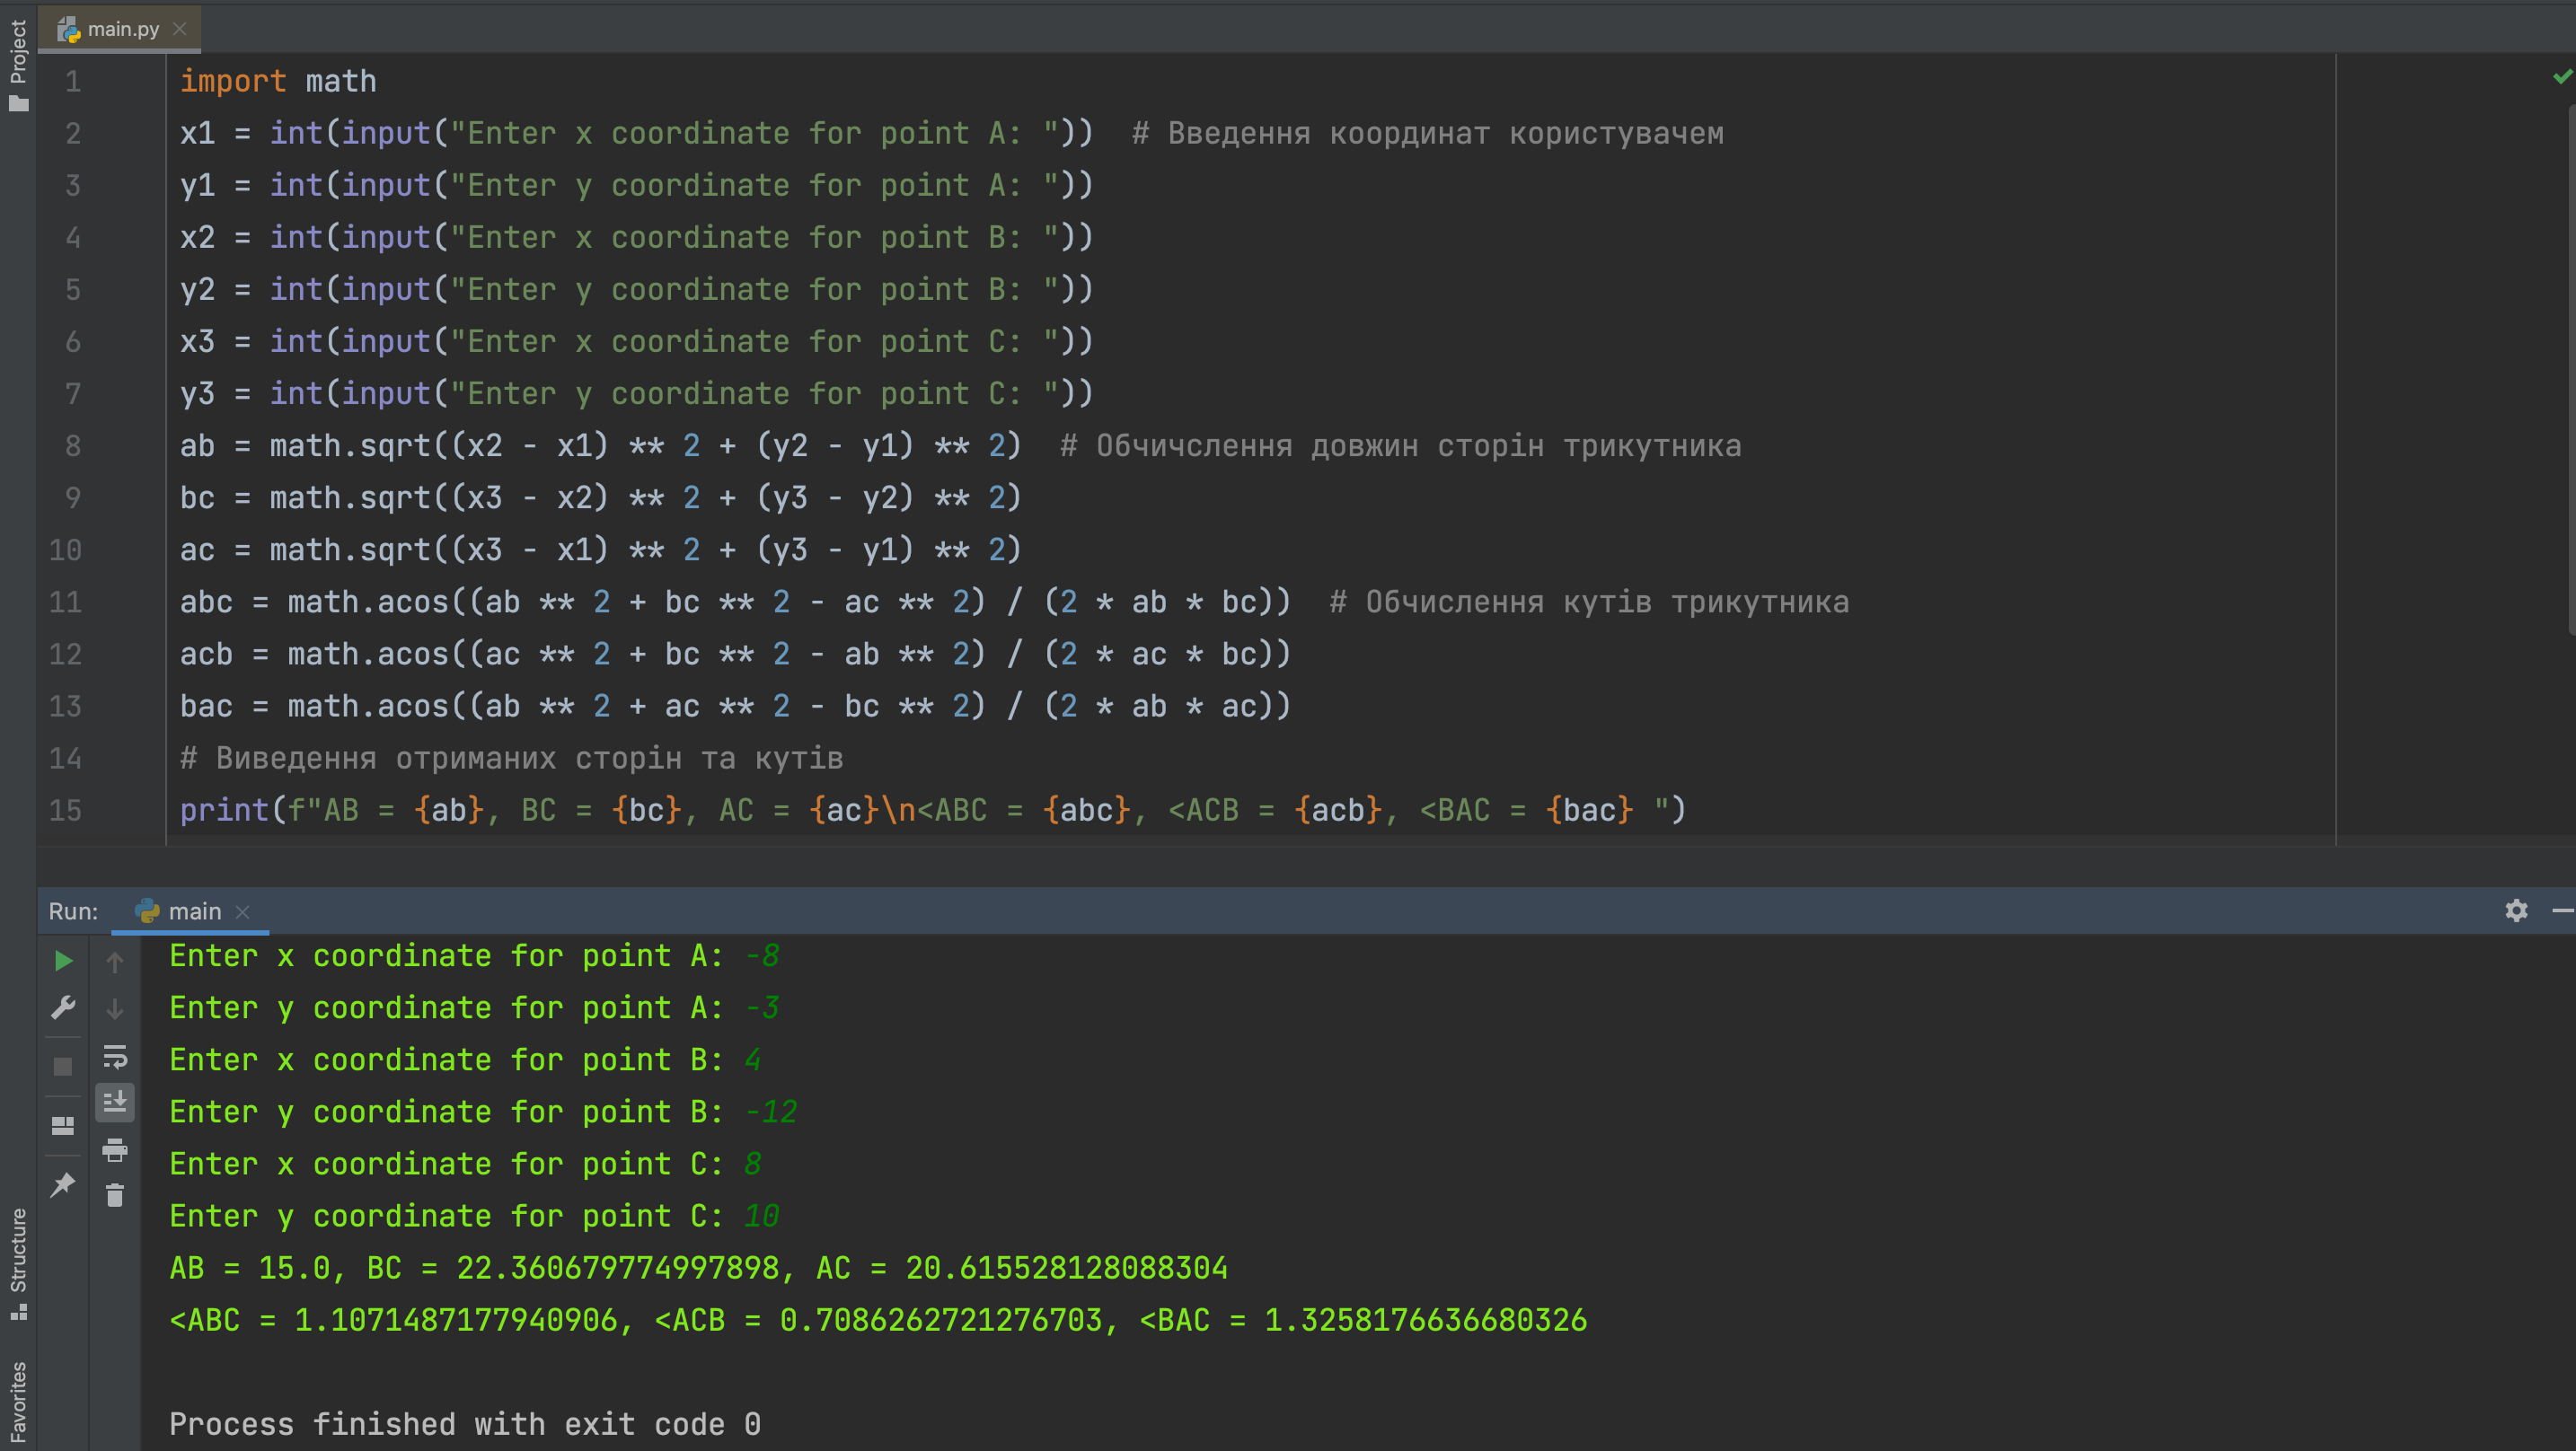 main.py
Project
1 import math
2 x1 = int(input("Enter x coordinate for point A: "))  # Введення координат користувачем
3 y1 = int(input("Enter y coordinate for point A: "))
4 x2 = int(input("Enter x coordinate for point B: "))
5 y2 = int(input("Enter y coordinate for point B: "))
6 x3 = int(input("Enter x coordinate for point C: "))
7 y3 = int(input("Enter y coordinate for point C: "))
8 ab = math.sqrt((x2 - x1) ** 2 + (y2 - y1) ** 2)  # Обчичслення довжин сторін трикутника
9 bc = math.sqrt((x3 - x2) ** 2 + (y3 - y2) ** 2)
10 ac = math.sqrt((x3 - x1) ** 2 + (y3 - y1) ** 2)
11 abc = math.acos((ab ** 2 + bc ** 2 - ac ** 2) / (2 * ab * bc))  # Обчислення кутів трикутника
12 acb = math.acos((ac ** 2 + bc ** 2 - ab ** 2) / (2 * ac * bc))
13 bac = math.acos((ab ** 2 + ac ** 2 - bc ** 2) / (2 * ab * ac))
14 # Виведення отриманих сторін та кутів
15 print(f"AB = {ab}, BC = {bc}, AC = {ac}\n<ABC = {abc}, <ACB = {acb}, <BAC = {bac} ")
Run: main
Enter x coordinate for point A: -8
Enter y coordinate for point A: -3
Enter x coordinate for point B: 4
Enter y coordinate for point B: -12
Enter x coordinate for point C: 8
Enter y coordinate for point C: 10
AB = 15.0, BC = 22.360679774997898, AC = 20.615528128088304
<ABC = 1.1071487177940906, <ACB = 0.7086262721276703, <BAC = 1.3258176636680326
Process finished with exit code 0
Structure
Favorites